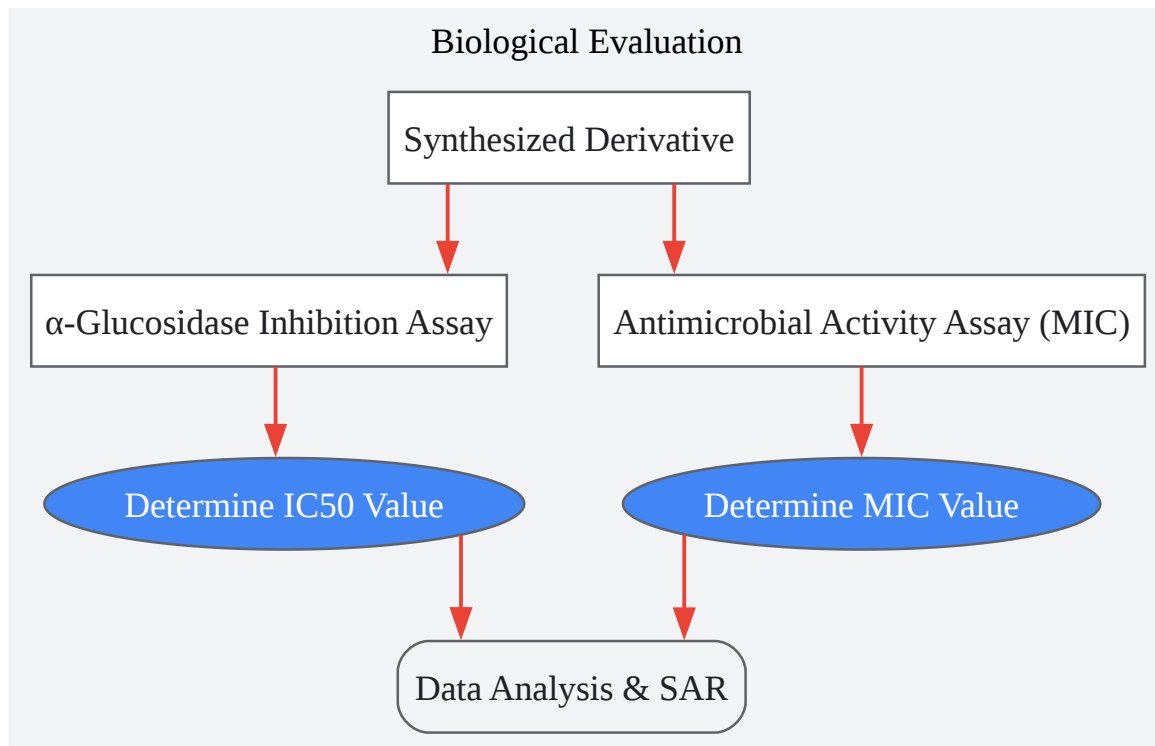 Biological Evaluation
Synthesized Derivative
α-Glucosidase Inhibition Assay
Antimicrobial Activity Assay (MIC)
Determine IC50 Value
Determine MIC Value
Data Analysis & SAR